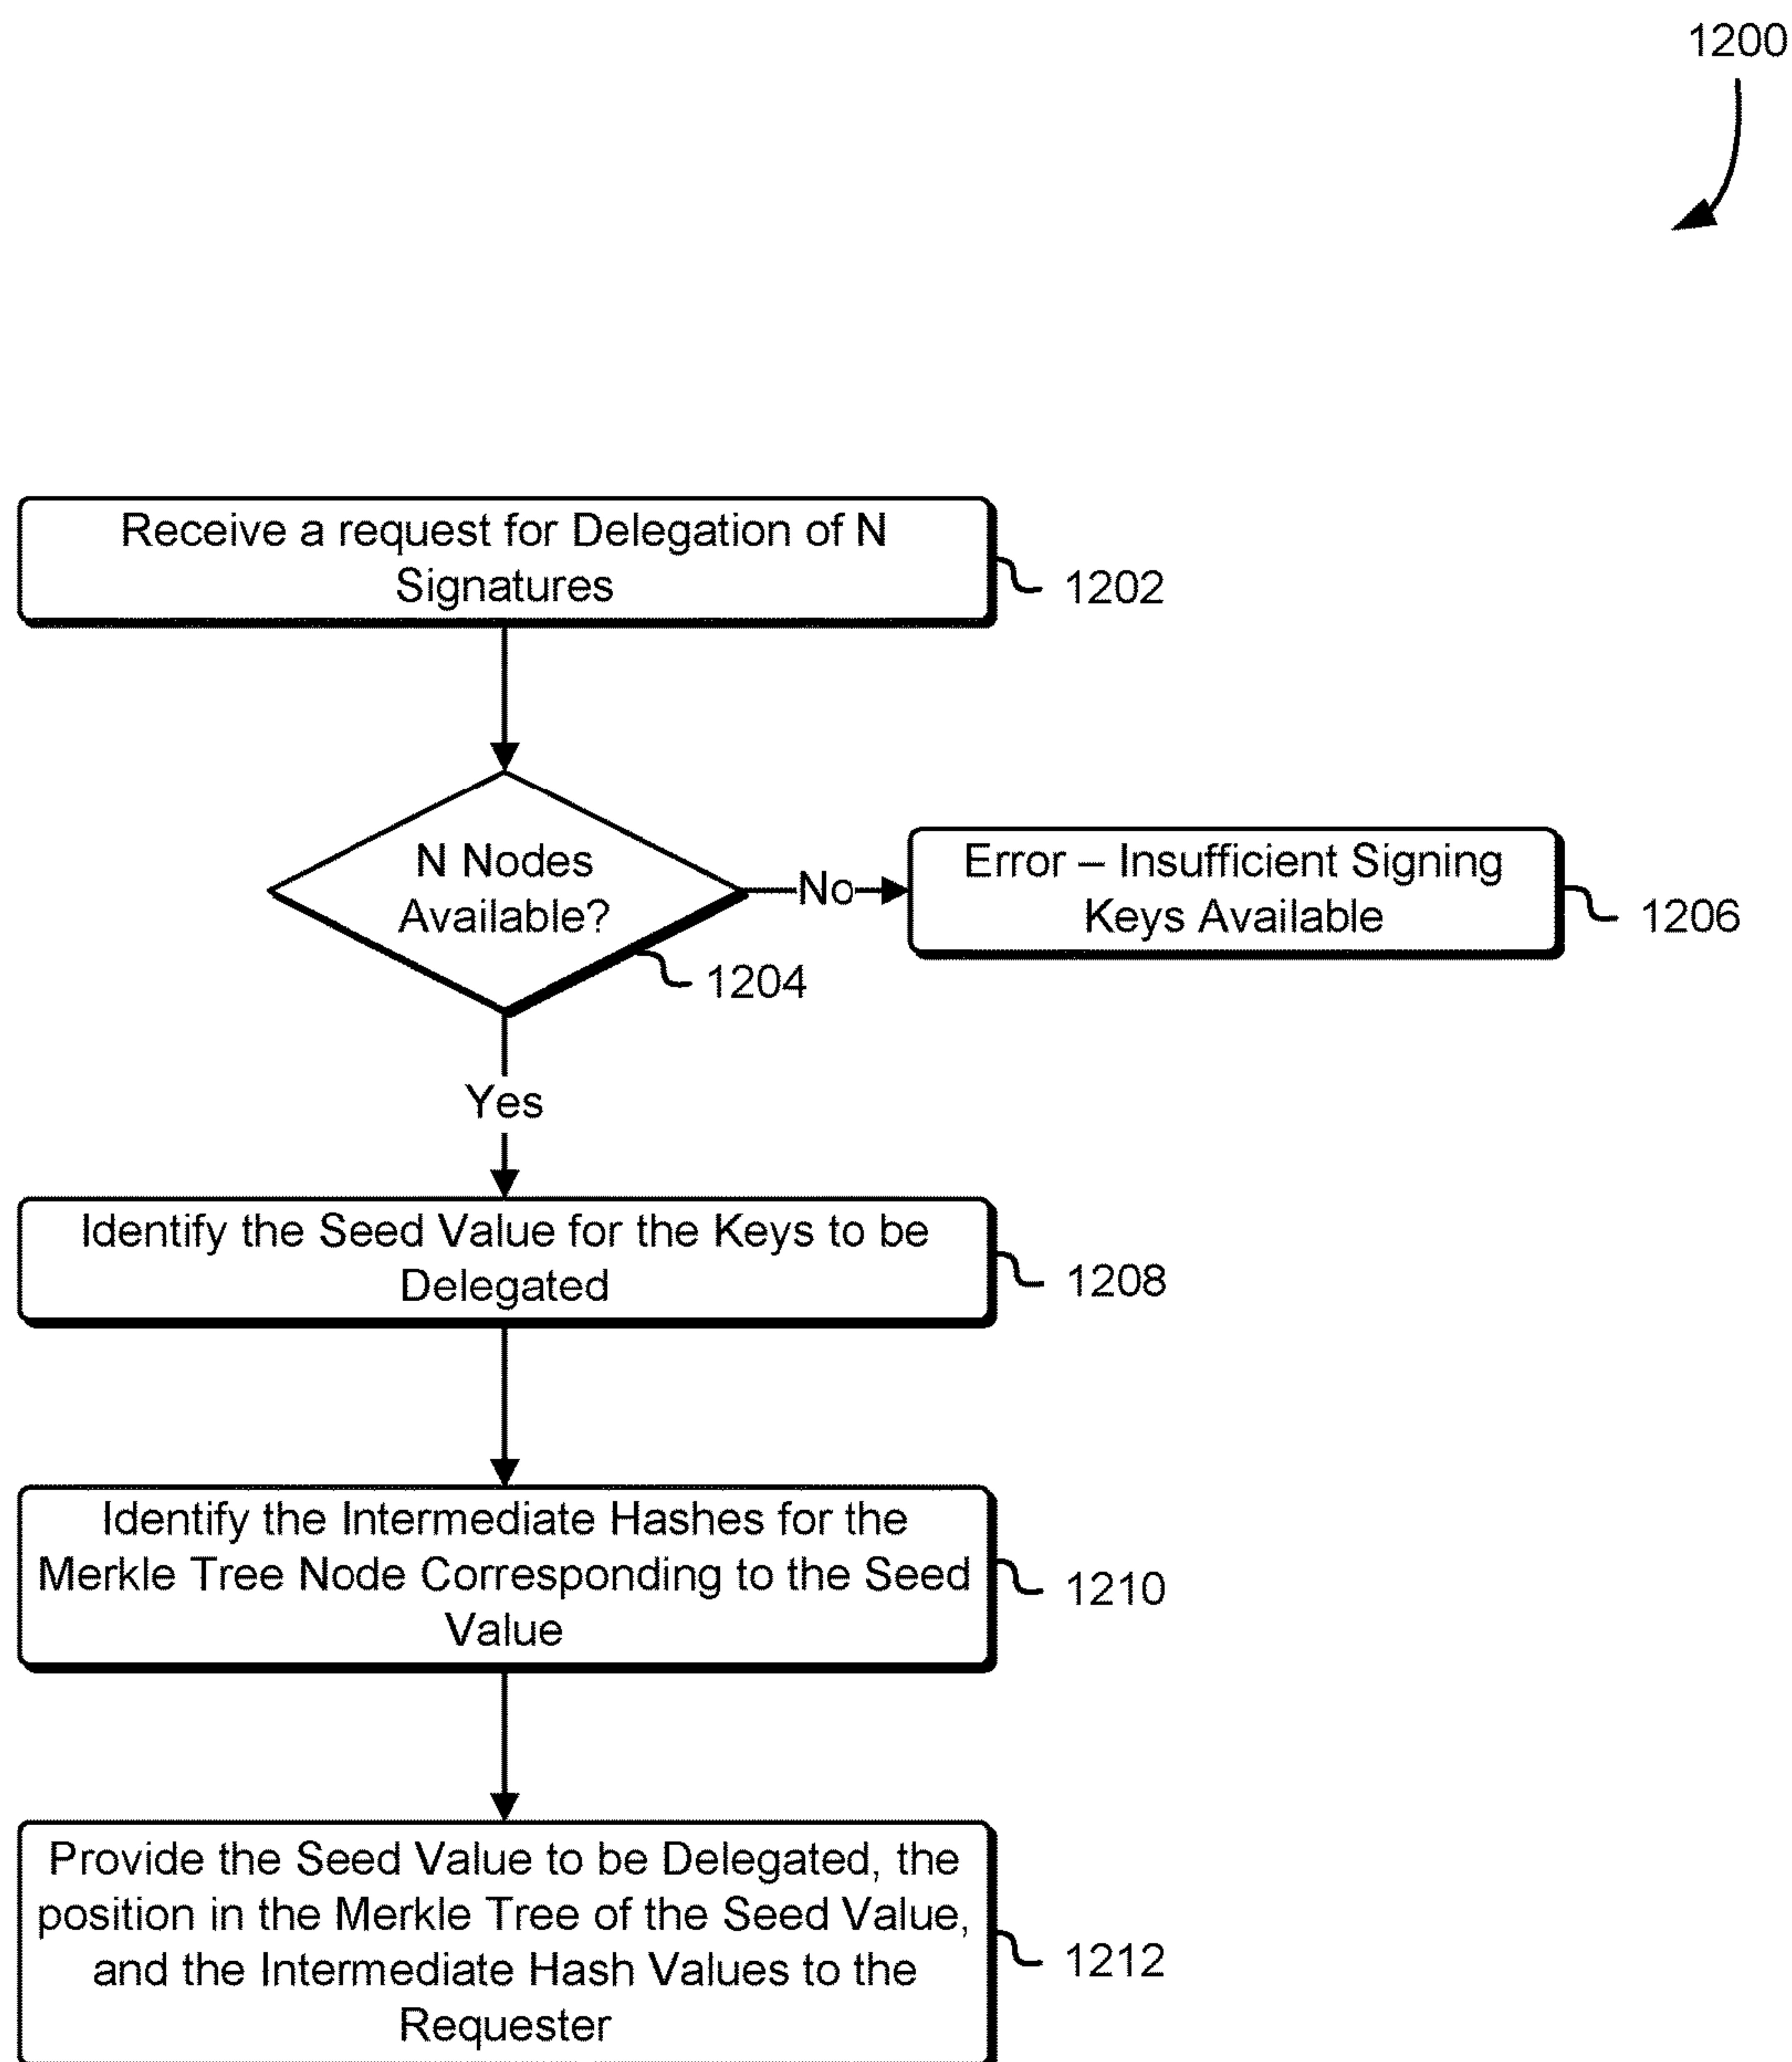 1200
Receive a request for Delegation of N
Signatures
1202
N Nodes
Available?
No
Error – Insufficient Signing
Keys Available
1206
1204
Yes
Identify the Seed Value for the Keys to be
Delegated
1208
Identify the Intermediate Hashes for the
Merkle Tree Node Corresponding to the Seed
Value
1210
Provide the Seed Value to be Delegated, the
position in the Merkle Tree of the Seed Value,
and the Intermediate Hash Values to the
Requester
1212